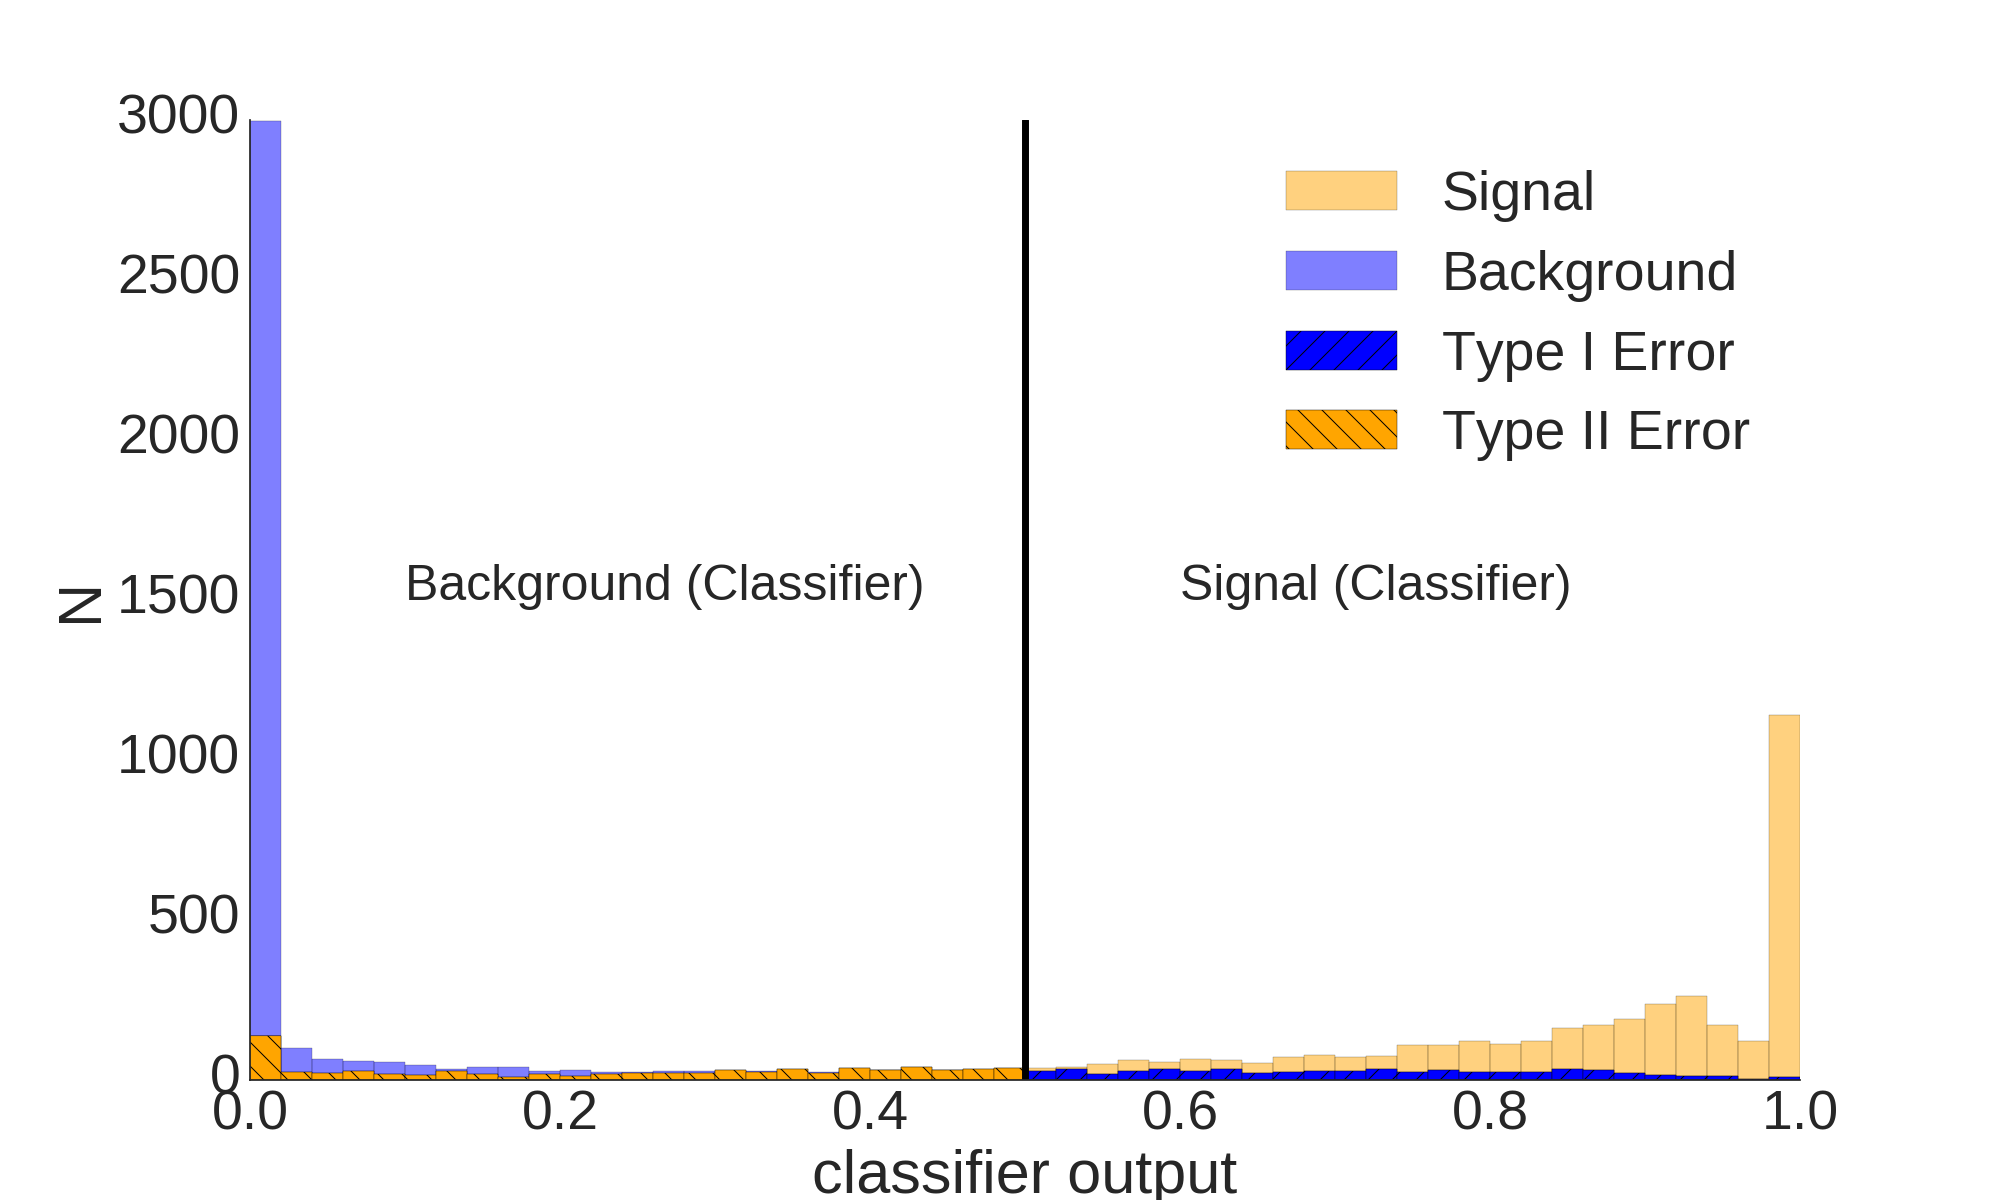 3000
2500
2000
1500
1000
500
0
N
Signal
Background
Type I Error
Type II Error
Background (Classifier)
Signal (Classifier)
0.0
0.2
0.4
0.6
0.8
1.0
classifier output